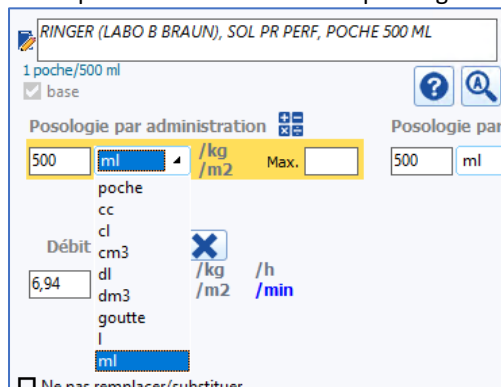 RINGER (LABO B BRAUN), SOL PR PERF, POCHE 500 ML
1 poche/500 ml
base
Posologie par administration
Posologie par
500 ml /kg /m2 Max.
500 ml
poche
cc
cl
cm3
dl
dm3
goutte
l
ml
Débit
6,94 /kg /m2 /h /min
Ne pas remplacer/substituer